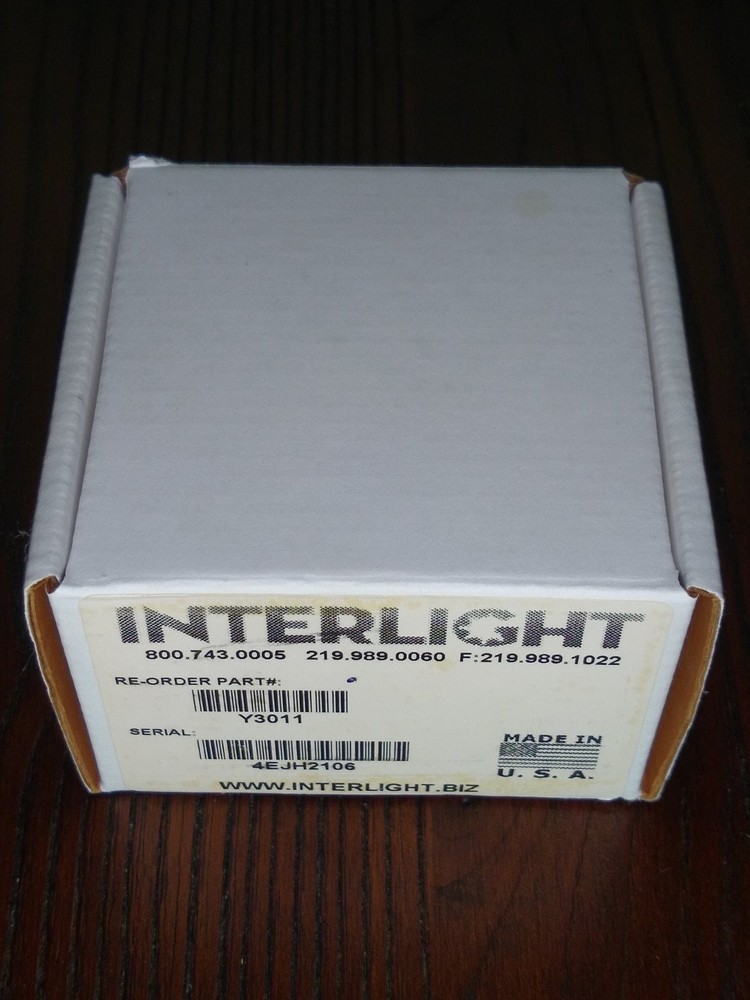 INTERLIGHT
800.743.0005 219.989.0060 F:219.989.1022
RE-ORDER PART#:
Y3011
SERIAL:
4EJH2106
MADE IN
U. S. A.
WWW.INTERLIGHT.BIZ